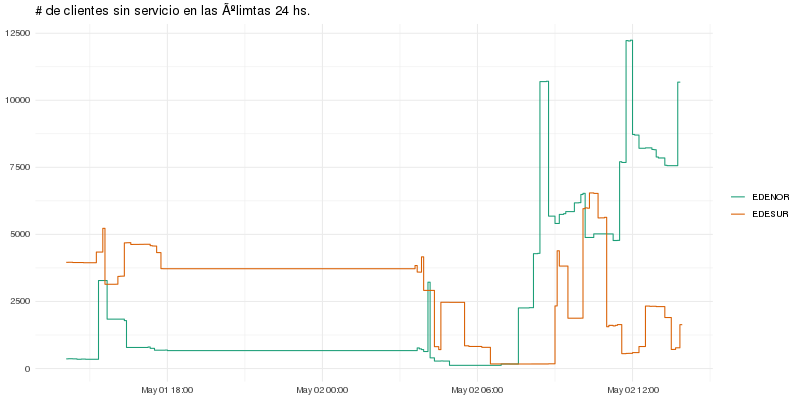 # de clientes sin servicio en las Ãºlimtas 24 hs.
12500
10000
7500
5000
2500
0
EDENOR
EDESUR
May 01 18:00
May 02 00:00
May 02 06:00
May 02 12:00